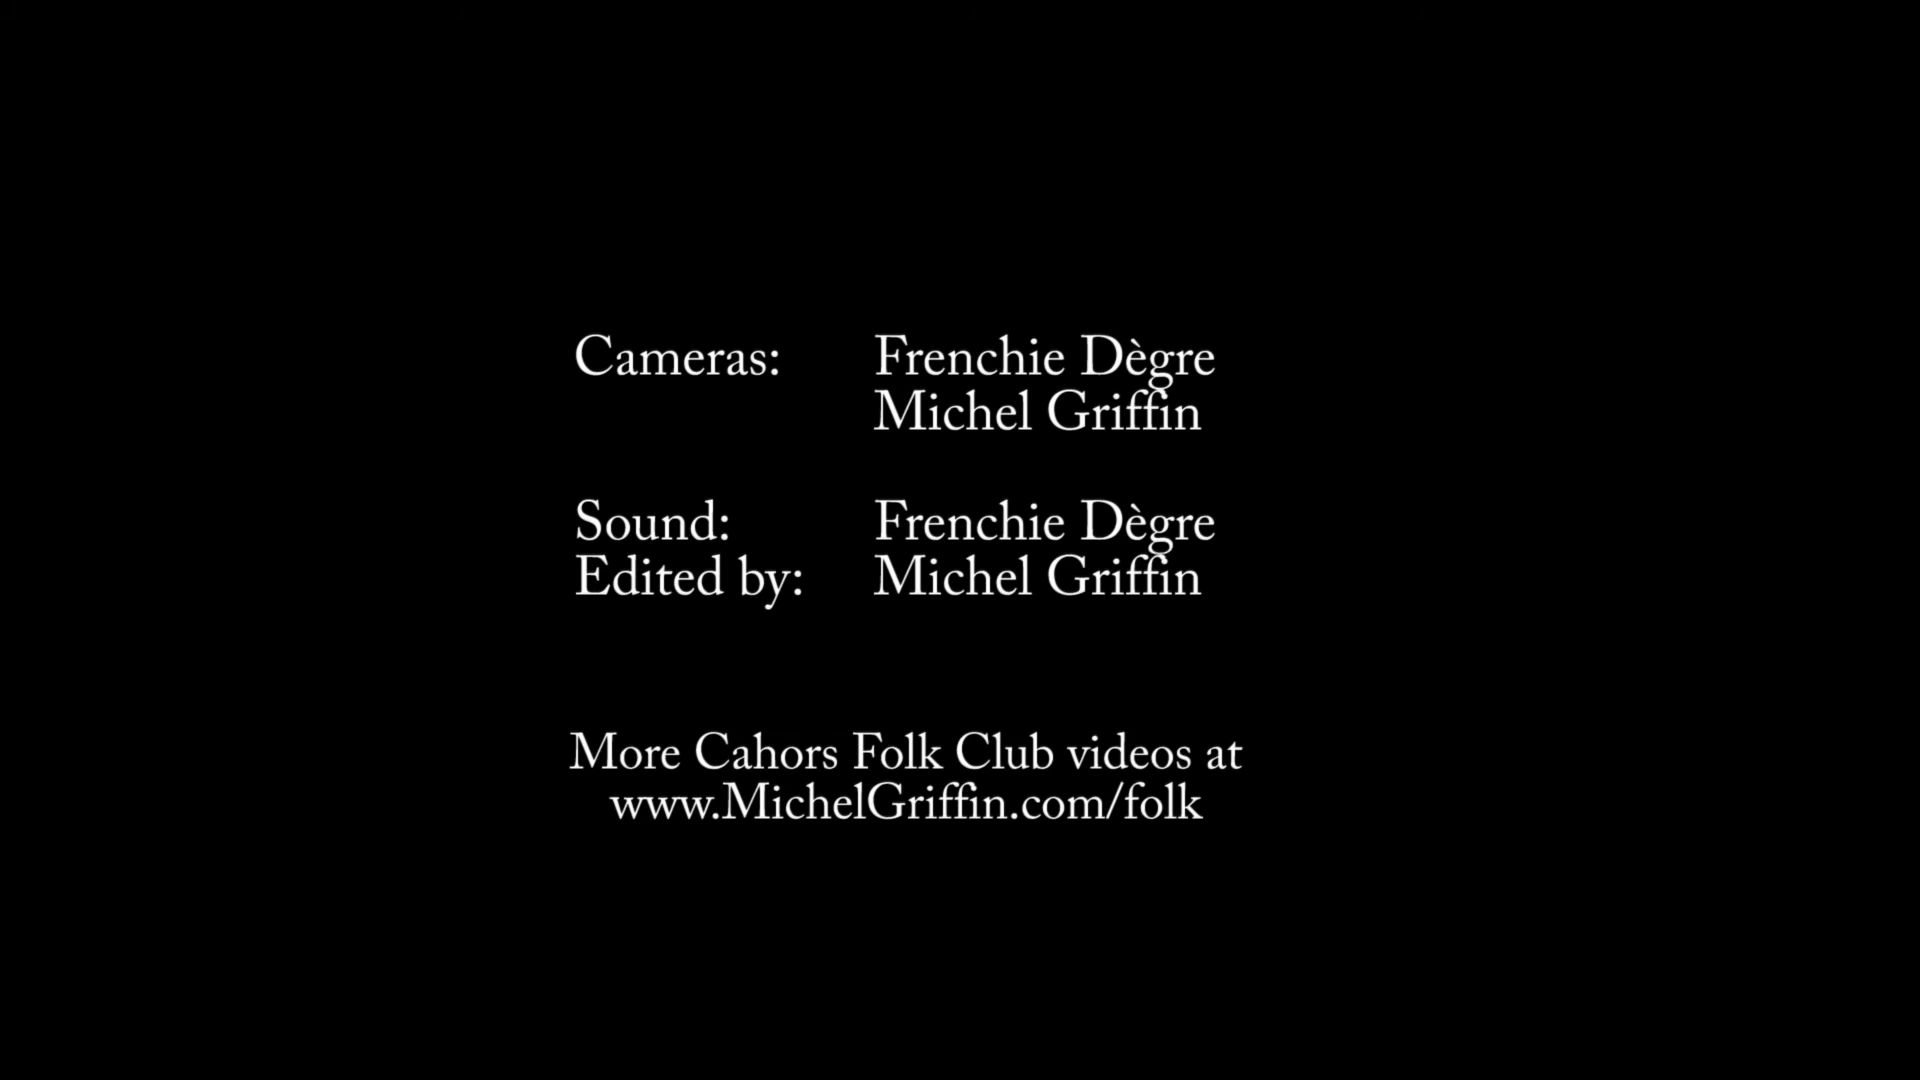 Cameras: Frenchie Dègre
Michel Griffin
Sound: Frenchie Dègre
Edited by: Michel Griffin
More Cahors Folk Club videos at
www.MichelGriffin.com/folk